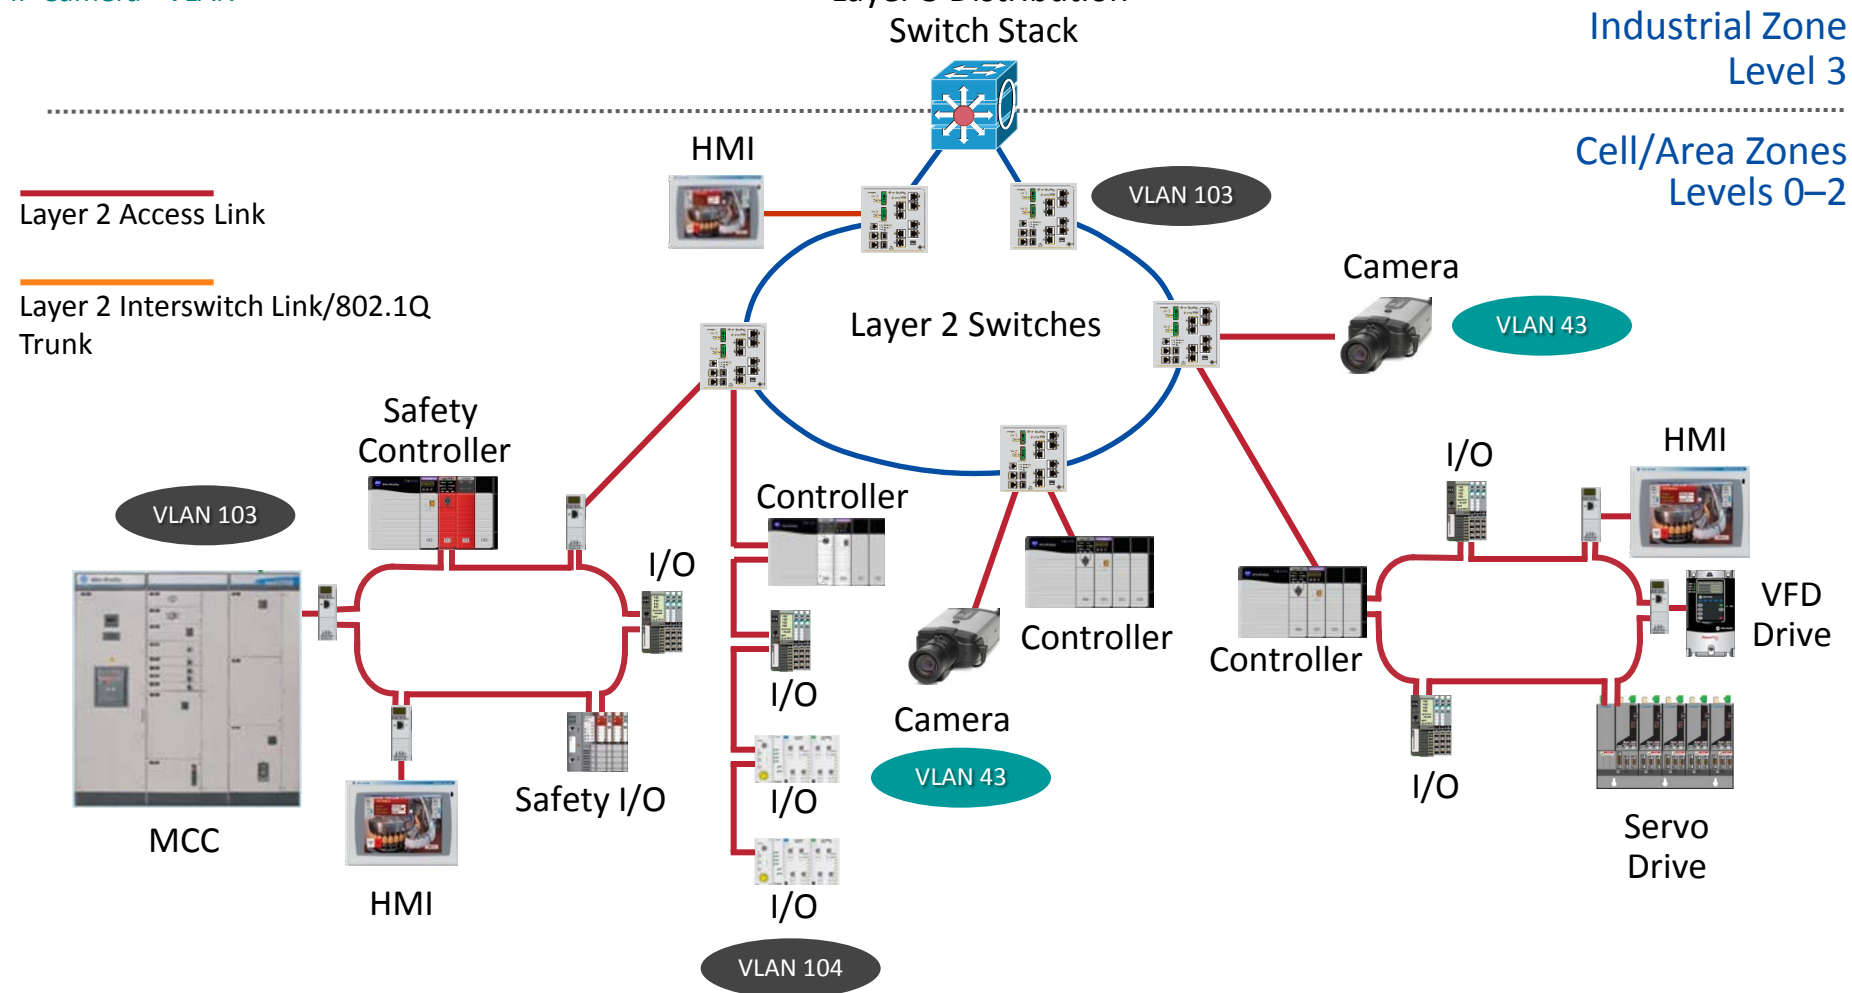 Switch Stack
Industrial Zone
Level 3
HMI
Cell/Area Zones
Levels 0–2
VLAN 103
Layer 2 Access Link
Camera
VLAN 43
Layer 2 Interswitch Link/802.1Q
Trunk
Layer 2 Switches
Safety
Controller
VLAN 103
I/O
Controller
I/O
HMI
I/O
Safety I/O
MCC
HMI
I/O
I/O
VLAN 104
Camera
VLAN 43
Controller
Controller
VFD
Drive
I/O
Servo
Drive